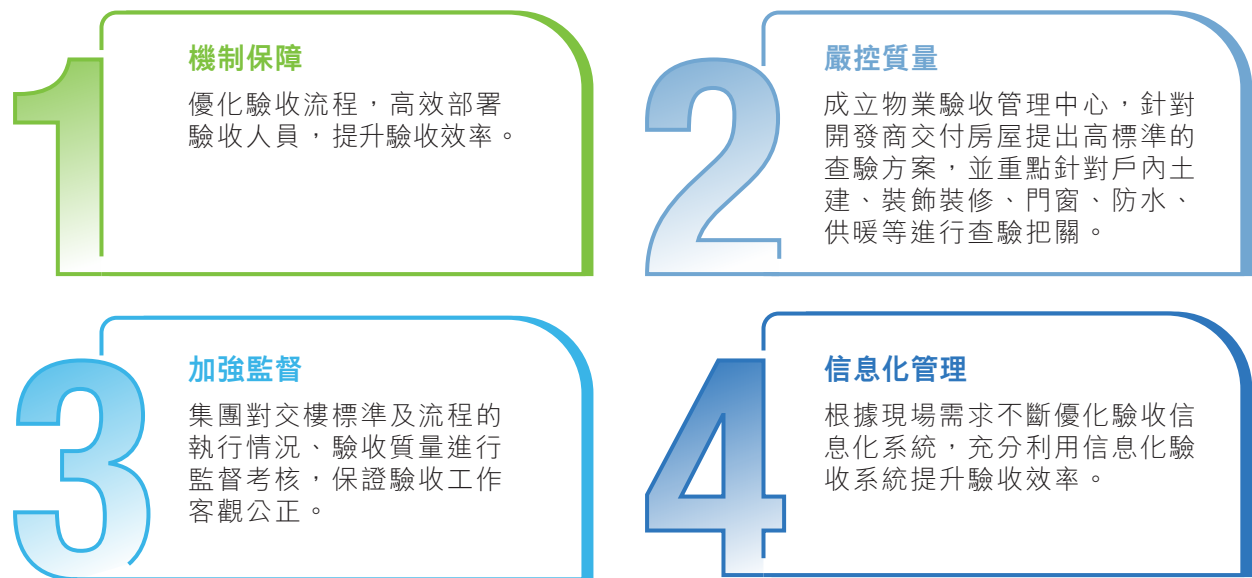 1
機制保障
優化驗收流程，高效部署
驗收人員，提升驗收效率。
2
嚴控質量
成立物業驗收管理中心，針對
開發商交付房屋提出高標準的
查驗方案，並重點針對戶內土
建、裝飾裝修、門窗、防水、
供暖等進行查驗把關。
3
加強監督
集團對交樓標準及流程的
執行情況、驗收質量進行
監督考核，保證驗收工作
客觀公正。
4
信息化管理
根據現場需求不斷優化驗收信
息化系統，充分利用信息化驗
收系統提升驗收效率。